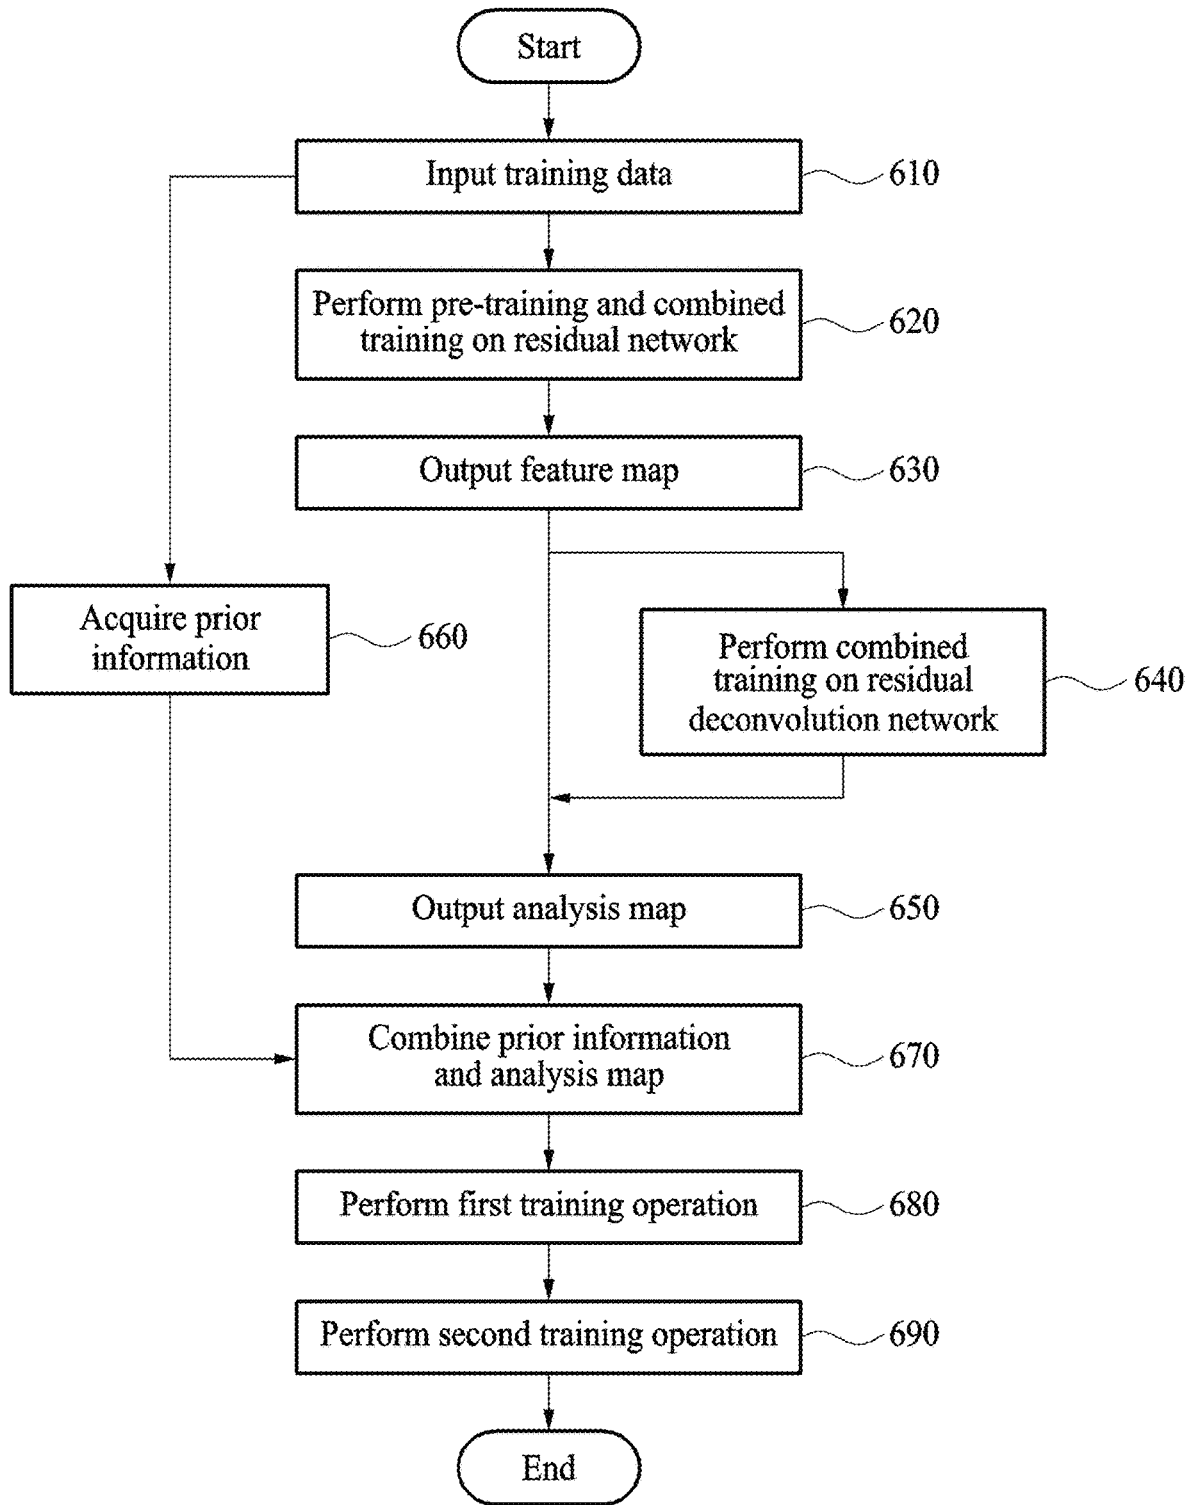 Start
Input training data
610
Perform pre-training and combined
training on residual network
620
Output feature map
630
Acquire prior
information
660
Perform combined
training on residual
deconvolution network
640
Output analysis map
650
Combine prior information
and analysis map
670
Perform first training operation
680
Perform second training operation
690
End